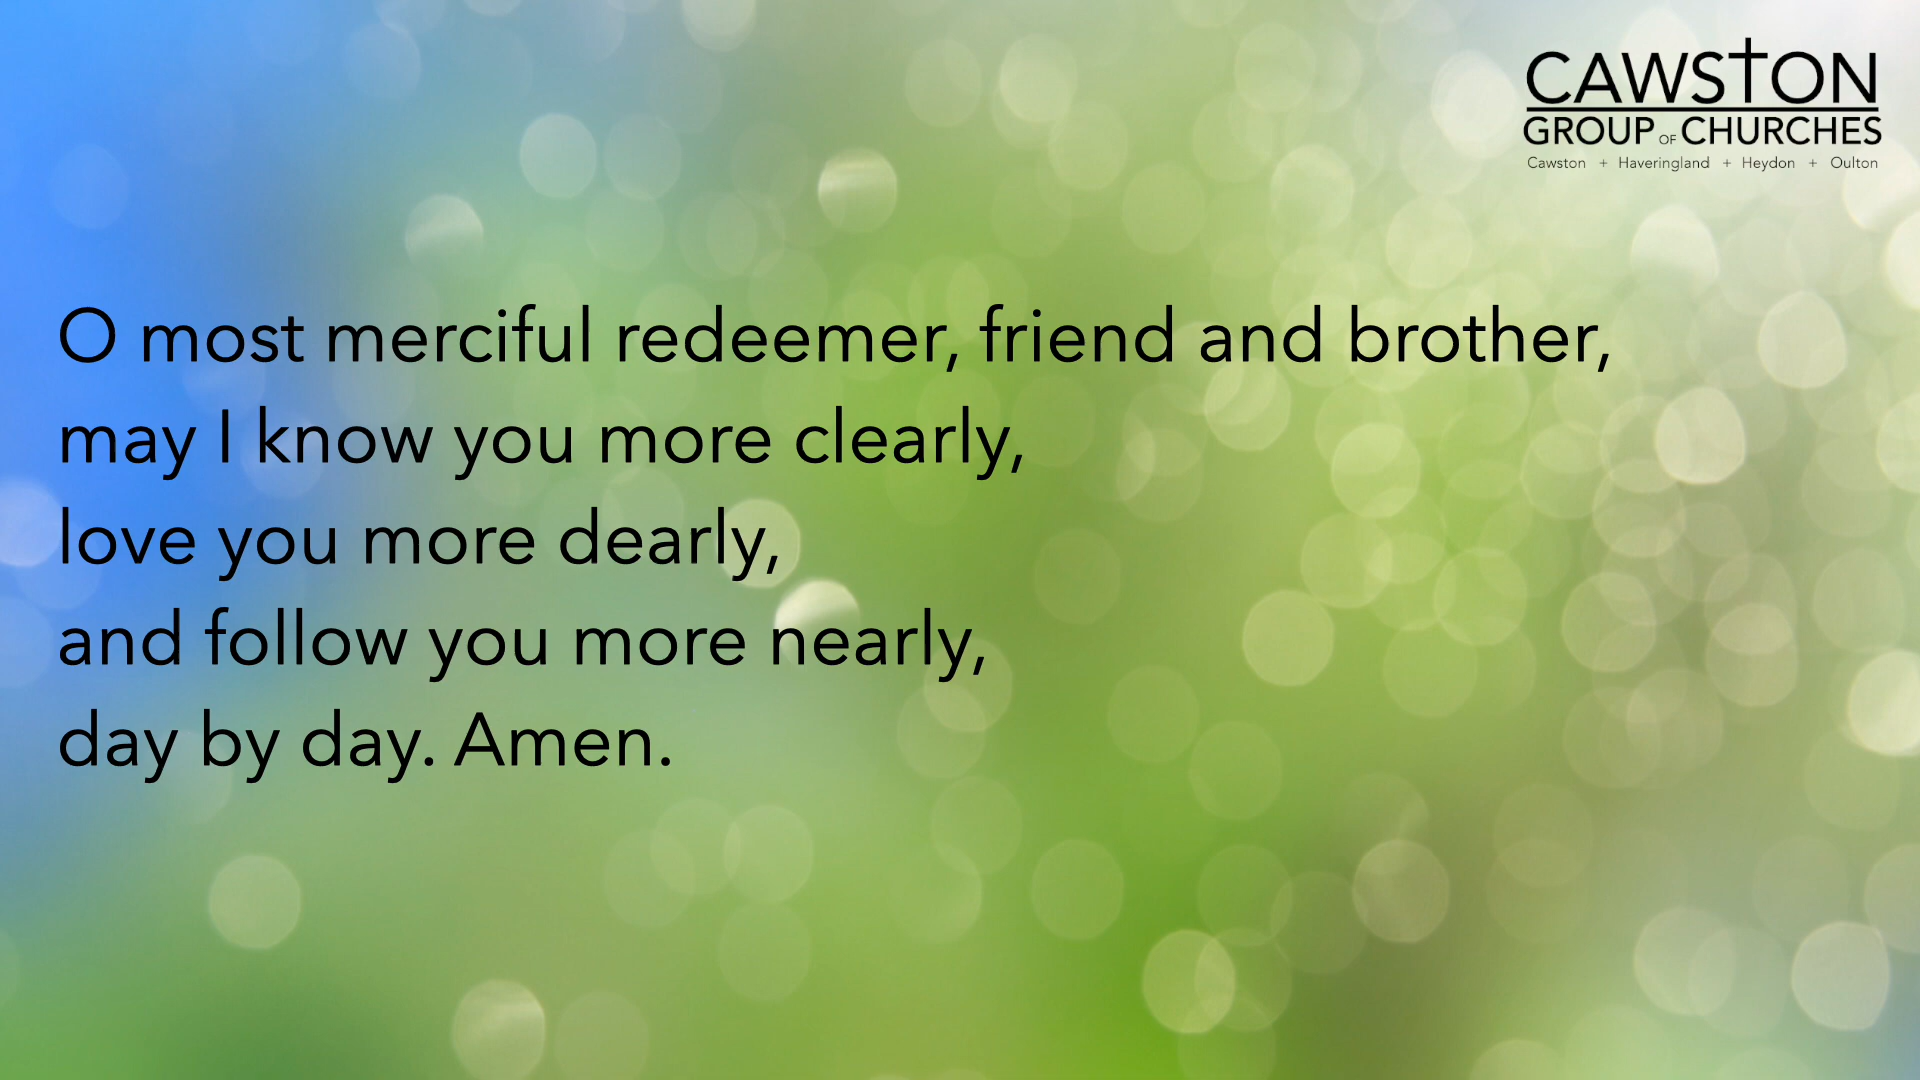 CAWSTON
GROUP OF CHURCHES
Cawston + Haveringland + Heydon + Oulton
O most merciful redeemer, friend and brother,
may I know you more clearly,
love you more dearly,
and follow you more nearly,
day by day. Amen.